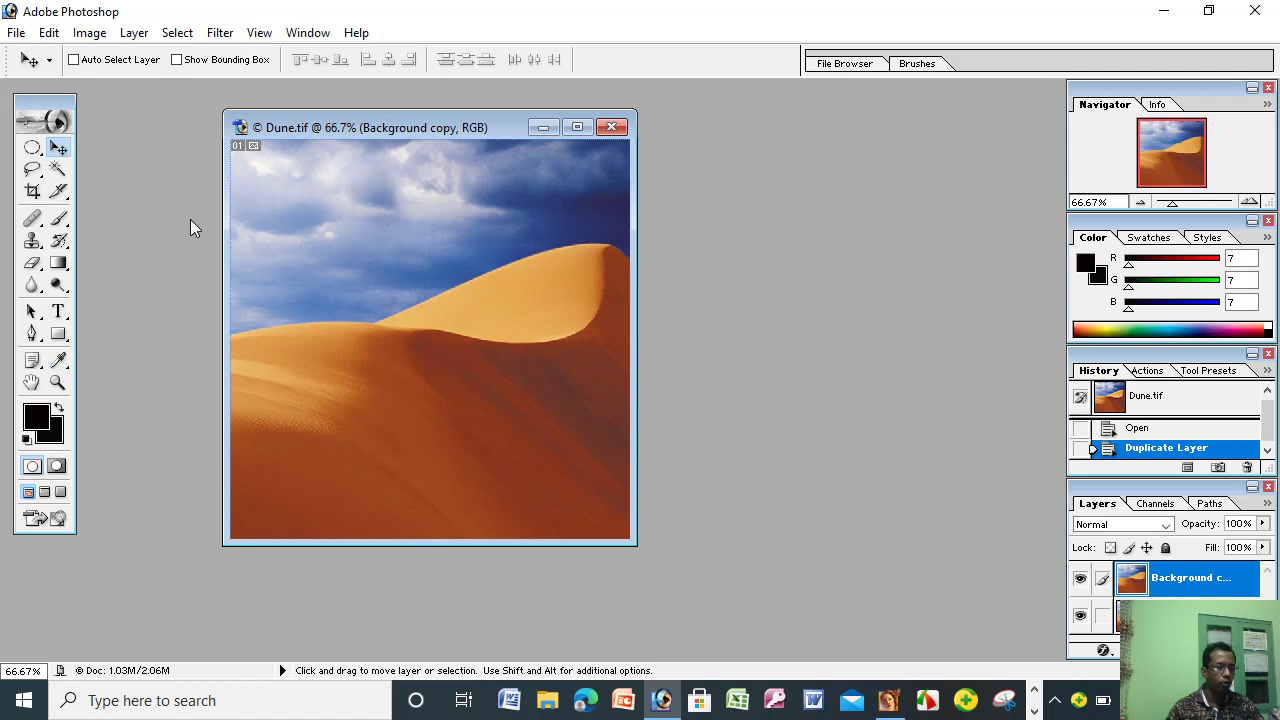 Adobe Photoshop
File Edit Image Layer Select Filter View Window Help
Auto Select Layer Show Bounding Box File Browser Brushes
© Dune.tif @ 66.7% (Background copy, RGB)
01
Navigator Info
66.67%
Color Swatches Styles
R 7
G 7
B 7
History Actions Tool Presets
Dune.tif
Open
Duplicate Layer
Layers Channels Paths
Normal Opacity: 100%
Lock: Fill: 100%
Background c...
66.67% Doc: 1.03M/2.06M Click and drag to move layer or selection. Use Shift and Alt for additional options.
Type here to search